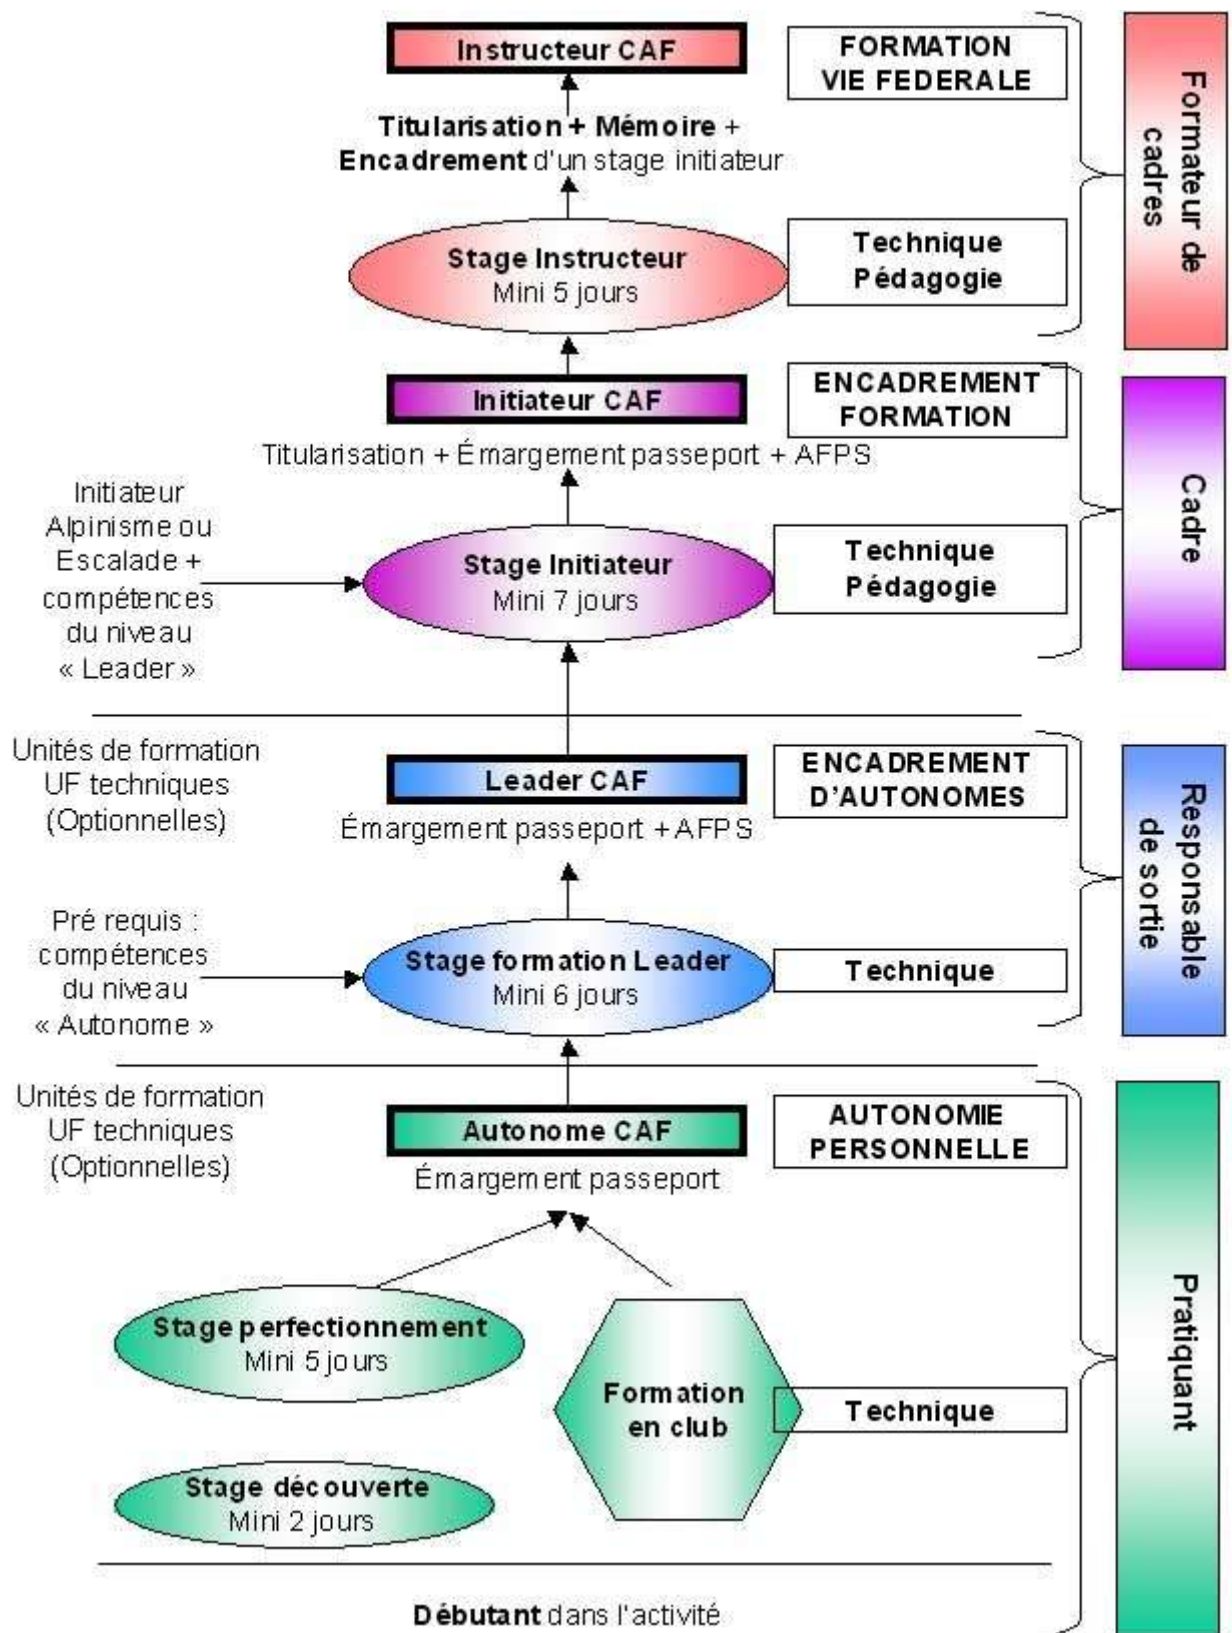 Instructeur CAF
FORMATION
VIE FEDERALE
Titularisation + Mémoire +
Encadrement d'un stage initiateur
Stage Instructeur
Mini 5 jours
Technique
Pédagogie
Formateur de
cadres
Initiateur CAF
ENCADREMENT
FORMATION
Titularisation + Émargement passeport + AFPS
Initiateur
Alpinisme ou
Escalade +
compétences
du niveau
« Leader »
Stage Initiateur
Mini 7 jours
Technique
Pédagogie
Cadre
Unités de formation
UF techniques
(Optionnelles)
Leader CAF
ENCADREMENT
D'AUTONOMES
Émargement passeport + AFPS
Pré requis :
compétences
du niveau
« Autonome »
Stage formation Leader
Mini 6 jours
Technique
Responsable
de sortie
Unités de formation
UF techniques
(Optionnelles)
Autonome CAF
AUTONOMIE
PERSONNELLE
Émargement passeport
Stage perfectionnement
Mini 5 jours
Formation
en club
Technique
Stage découverte
Mini 2 jours
Pratiquant
Débutant dans l'activité